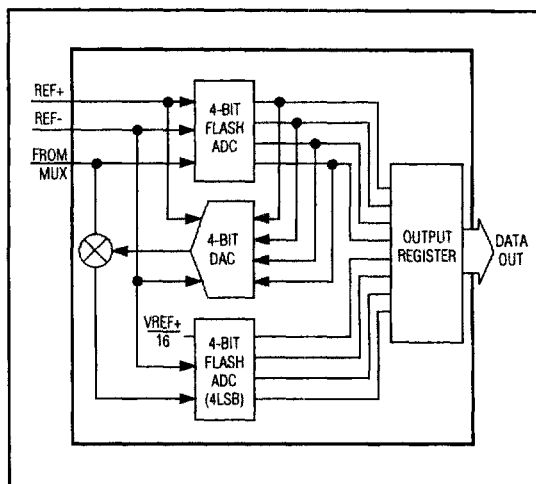 REF+
REF-
FROM
MUX
4-BIT
FLASH
ADC
4-BIT
DAC
VREF+
16
4-BIT
FLASH
ADC
(4LSB)
OUTPUT
REGISTER
DATA
OUT